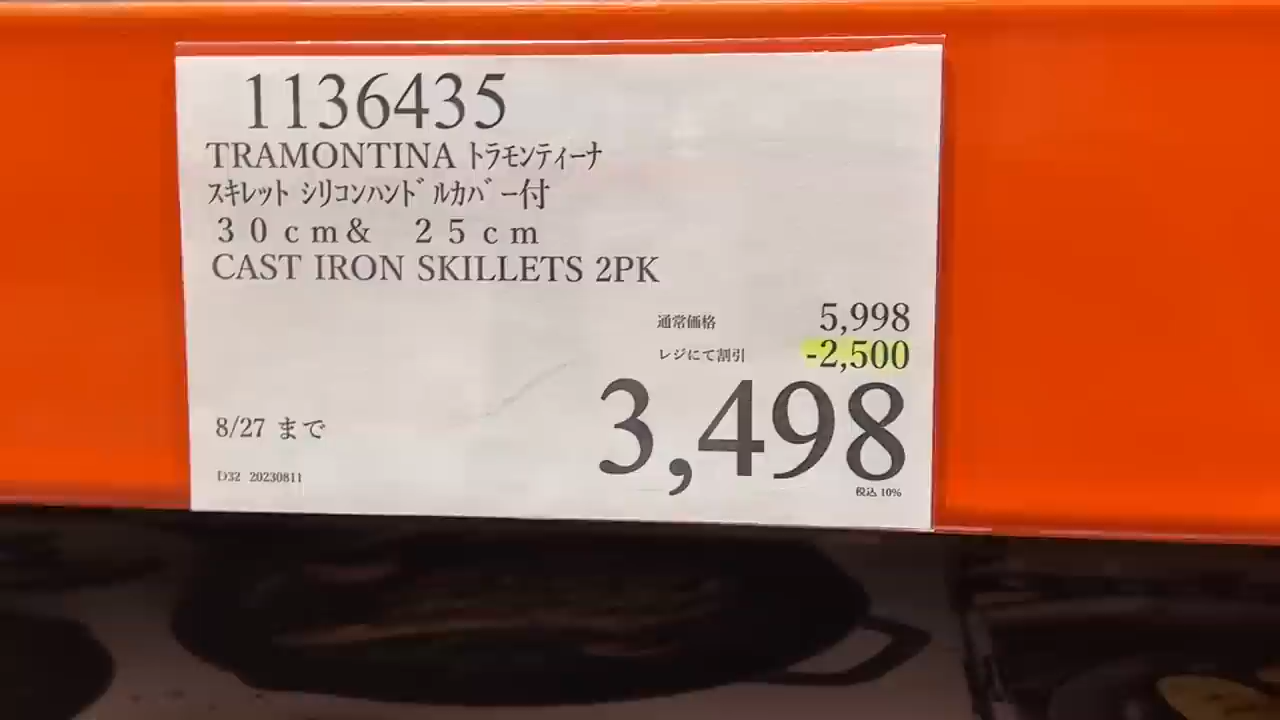 1136435
TRAMONTINA トラモンティーナ
スキレット シリコンハンドルカバー付
30cm& 25cm
CAST IRON SKILLETS 2PK
通常価格 5,998
レジにて割引 -2,500
3,498
8/27 まで
D32 20230811
税込 10%